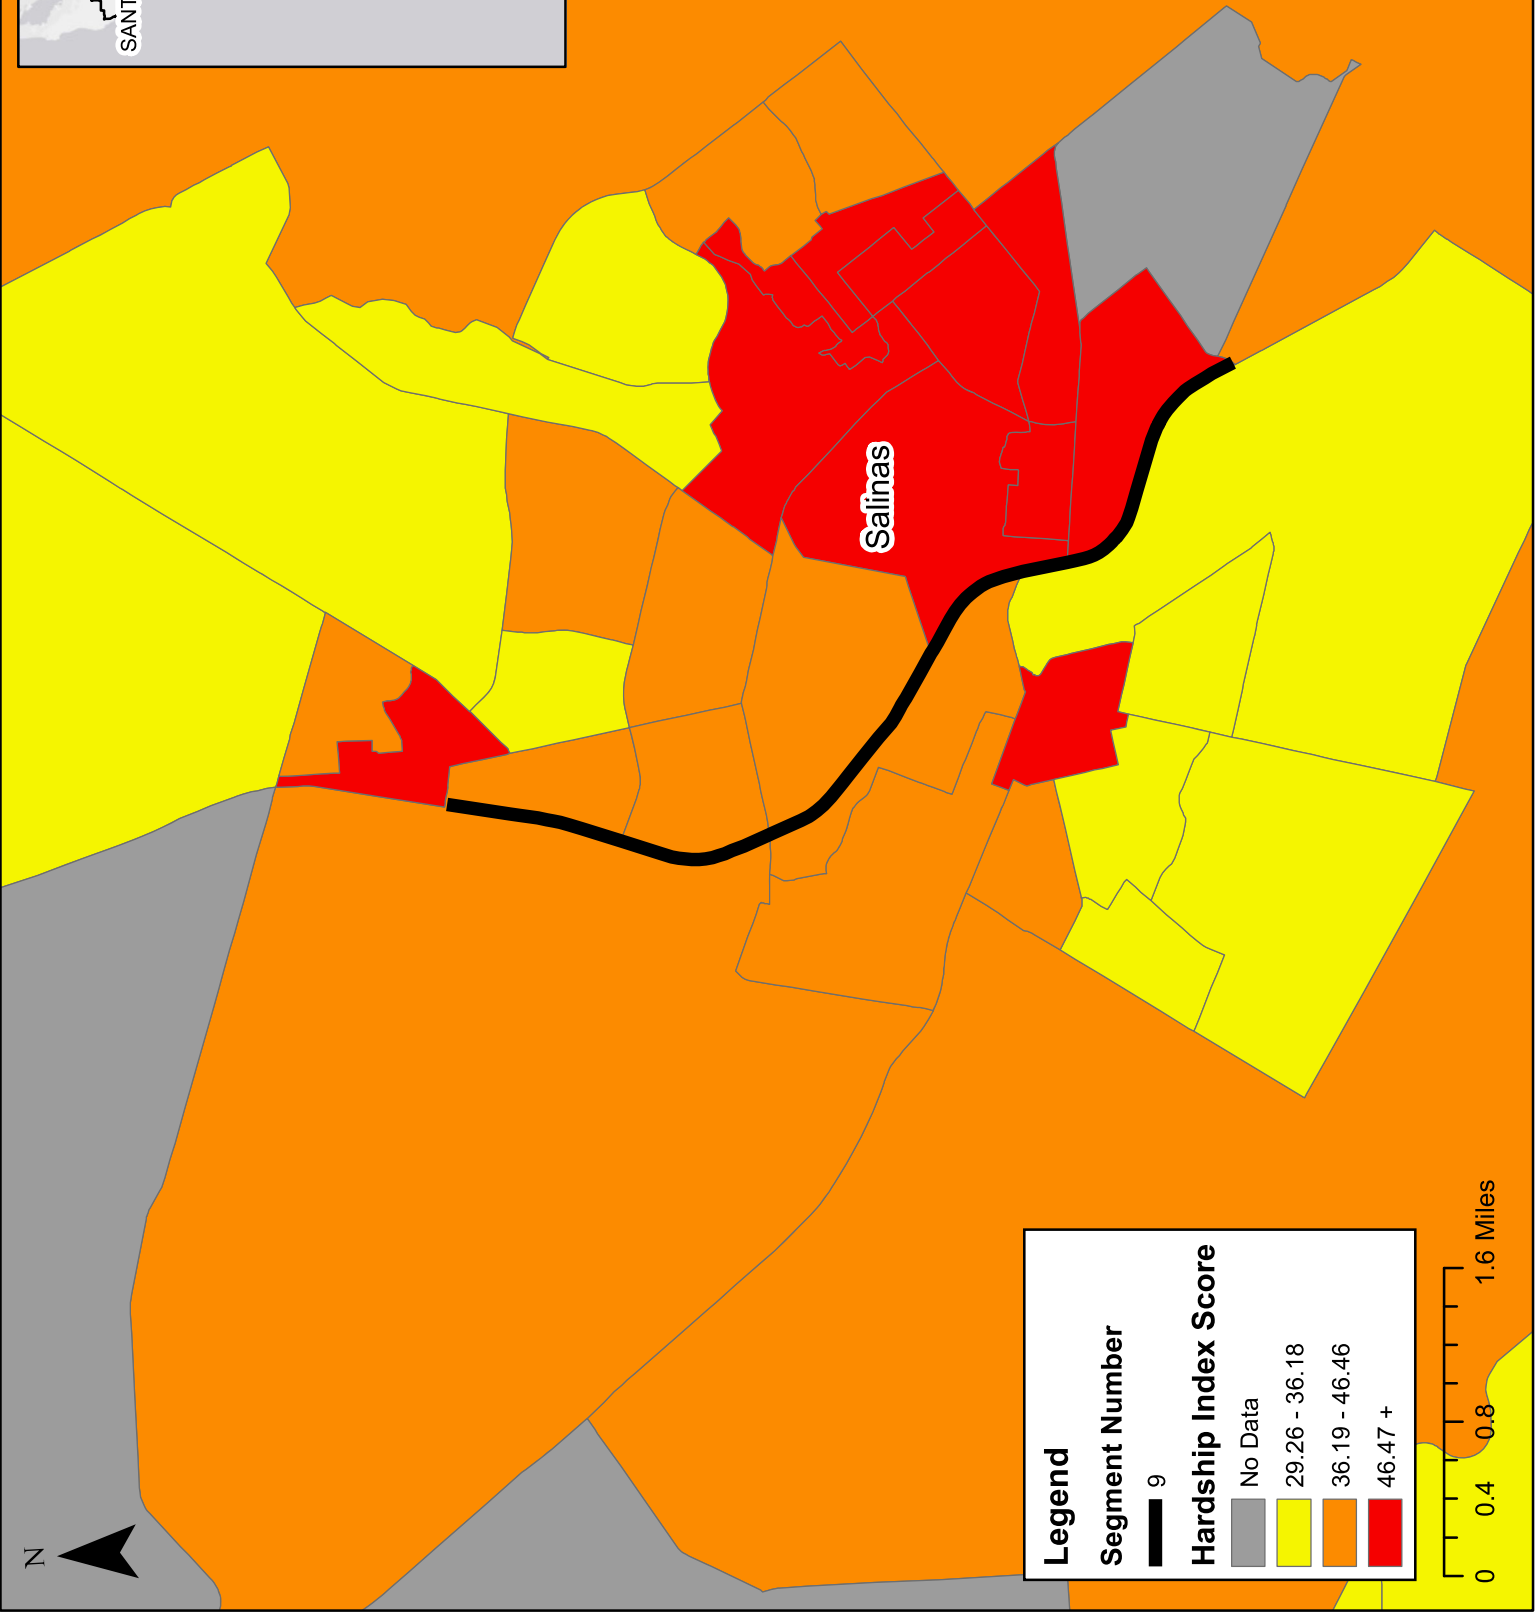 SANT
Salinas
N
Legend
Segment Number
9
Hardship Index Score
No Data
29.26 - 36.18
36.19 - 46.46
46.47 +
0 0.4 0.8 1.6 Miles